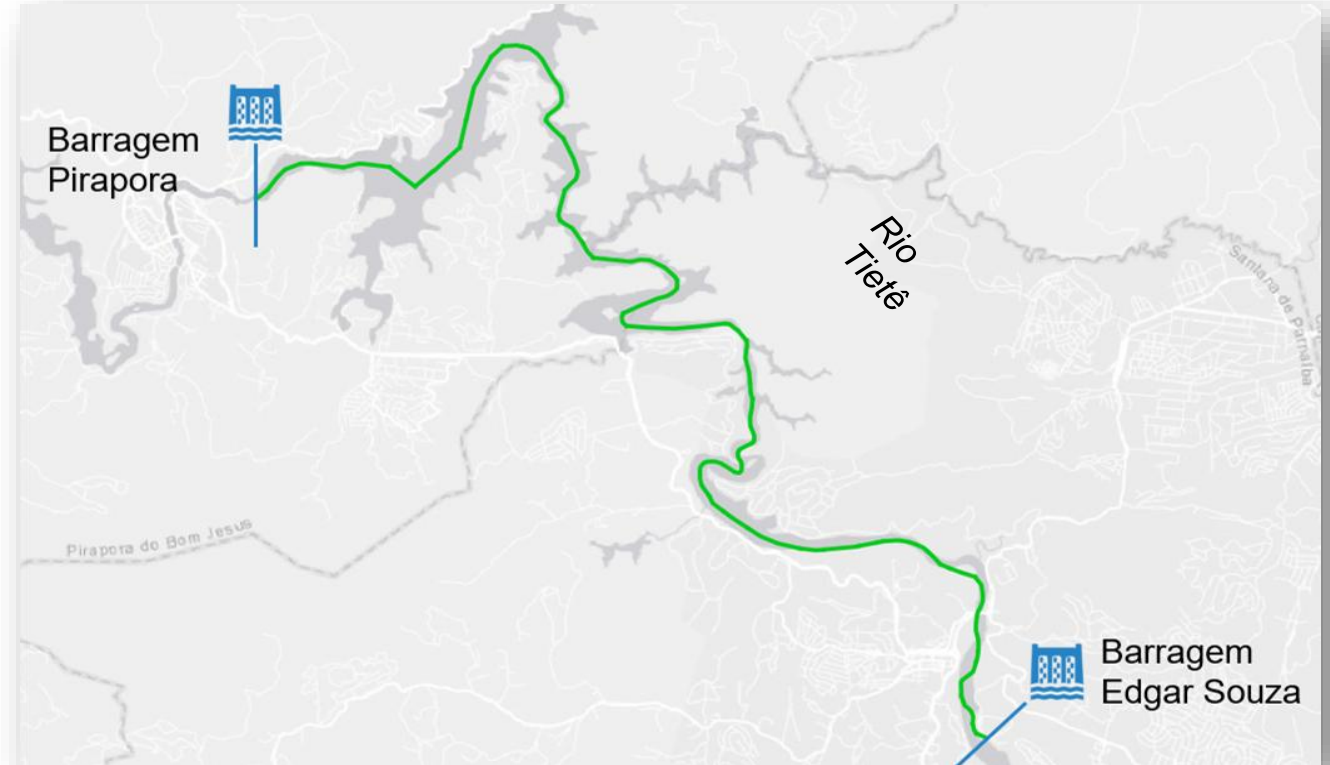 Barragem
Pirapora
Rio
Tietê
Santana de Parnaíba
Pirapora do Bom Jesus
Barragem
Edgar Souza